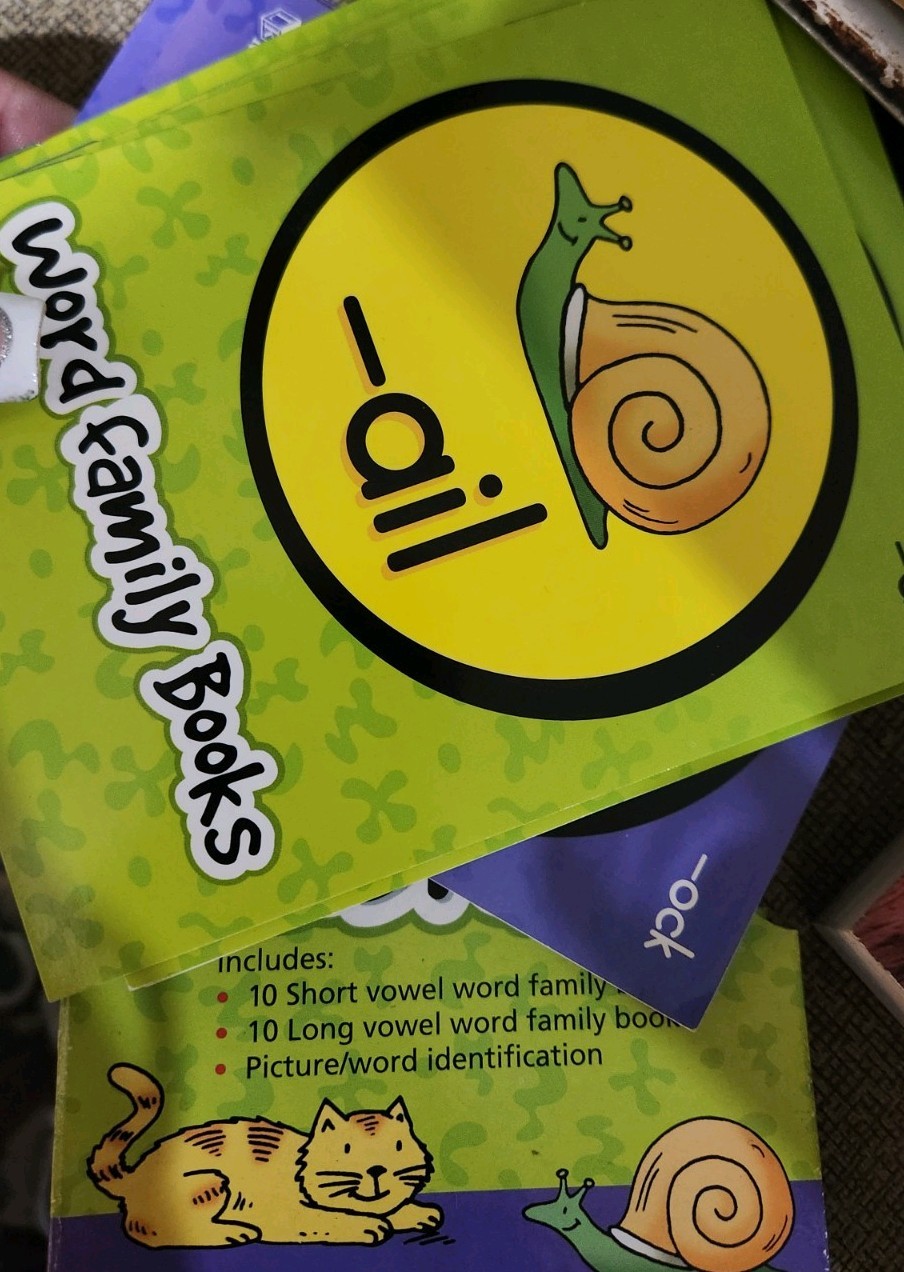 Word Family Books
–ail
–ock
Includes:
• 10 Short vowel word family
• 10 Long vowel word family
• Picture/word identification